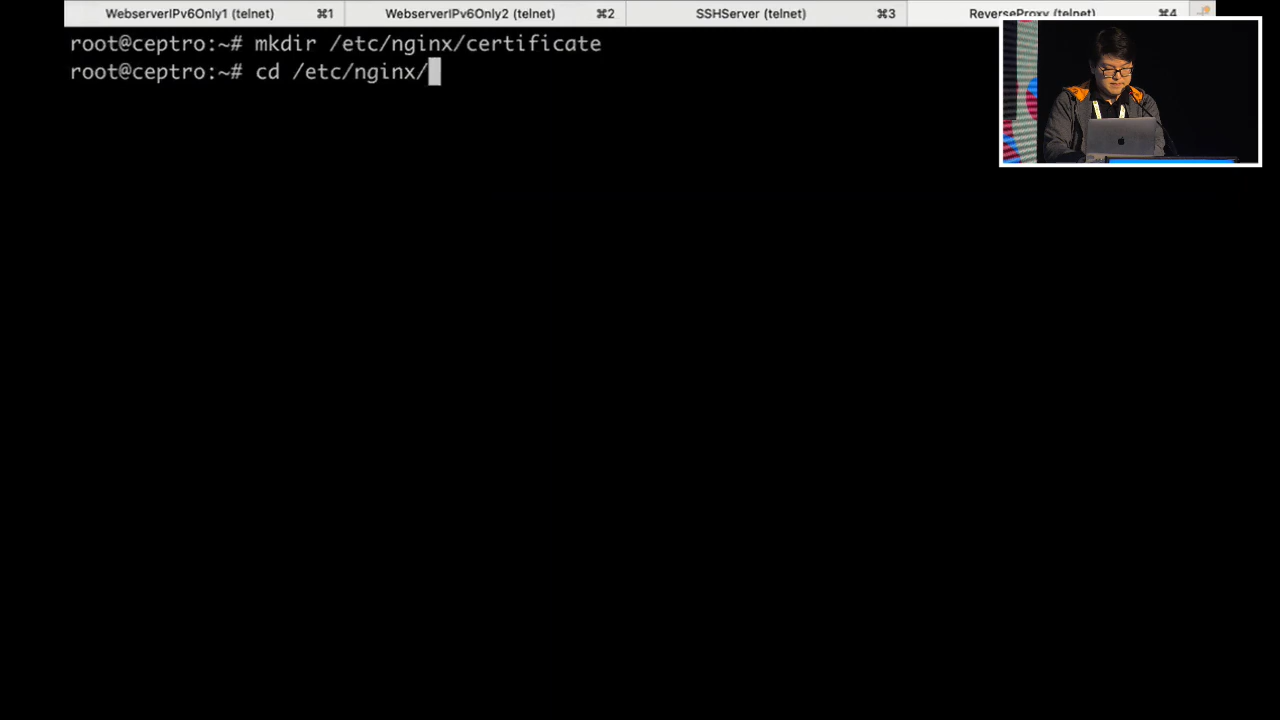 WebserverIPv6Only1 (telnet) ⌘1 WebserverIPv6Only2 (telnet) ⌘2 SSHServer (telnet) ⌘3 ReverseProxy (telnet) ⌘4
root@ceptro:~# mkdir /etc/nginx/certificate
root@ceptro:~# cd /etc/nginx/